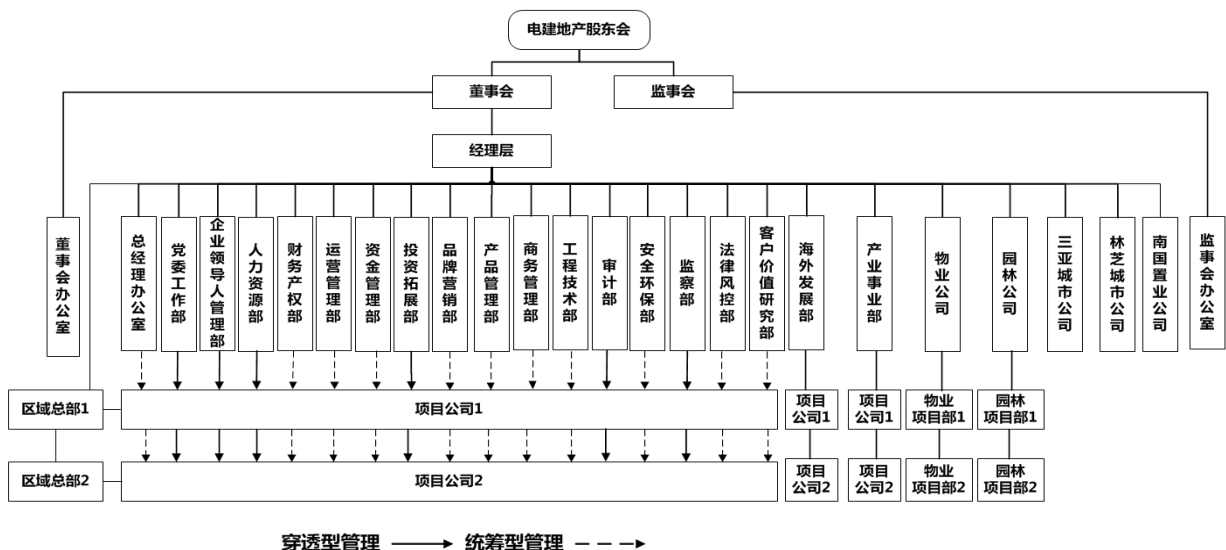 电建地产股东会
董事会
监事会
经理层
董事会办公室
总经理办公室
党委工作部
企业领导人管理部
人力资源部
财务产权部
运营管理部
资金管理部
投资拓展部
品牌营销部
产品管理部
商务管理部
工程技术部
审计部
安全环保部
监察部
法律风控部
客户价值研究部
海外发展部
产业事业部
物业公司
园林公司
三亚城市公司
林芝城市公司
南国置业公司
监事会办公室
区域总部1
项目公司1
项目
公司1
项目
公司1
物业
项目部1
园林
项目部1
区域总部2
项目公司2
项目
公司2
项目
公司2
物业
项目部2
园林
项目部2
穿透型管理
统筹型管理